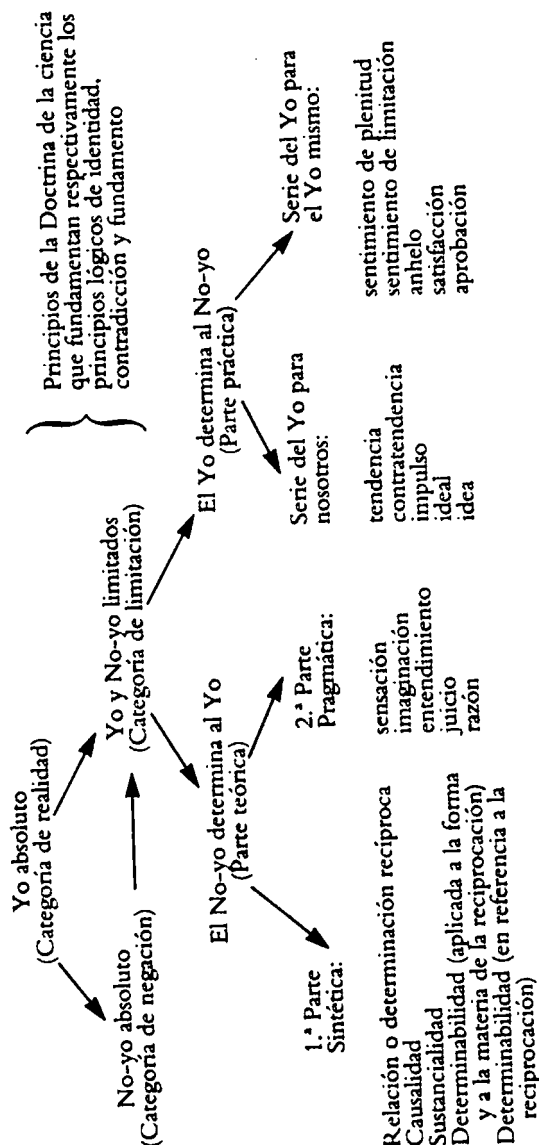 Yo absoluto
(Categoría de realidad)
No-yo absoluto
(Categoría de negación)
Yo y No-yo limitados
(Categoría de limitación)
Principios de la Doctrina de la ciencia
que fundamentan respectivamente los
principios lógicos de identidad,
contradicción y fundamento
El No-yo determina al Yo
(Parte teórica)
El Yo determina al No-yo
(Parte práctica)
1.ª Parte
Sintética:
2.ª Parte
Pragmática:
Serie del Yo para
nosotros:
Serie del Yo para
el Yo mismo:
Relación o determinación recíproca
Causalidad
Sustancialidad
Determinabilidad (aplicada a la forma
y a la materia de la reciprocación)
Determinabilidad (en referencia a la
reciprocación)
sensación
imaginación
entendimiento
juicio
razón
tendencia
contratendencia
impulso
ideal
idea
sentimiento de plenitud
sentimiento de limitación
anhelo
satisfacción
aprobación